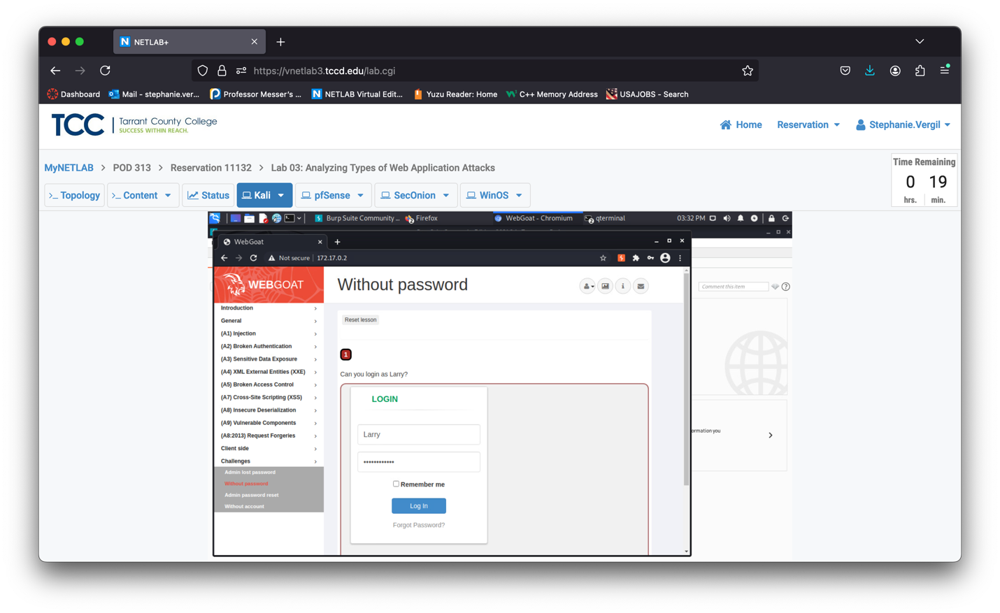 NETLAB+
https://vnetlab3.tccd.edu/lab.cgi
Dashboard
Mail - stephanie.ver...
Professor Messer's ...
NETLAB Virtual Edit...
Yuzu Reader: Home
C++ Memory Address
USAJOBS - Search
TCC
Tarrant County College
SUCCESS WITHIN REACH.
Home
Reservation
Stephanie.Vergil
MyNETLAB > POD 313 > Reservation 11132 > Lab 03: Analyzing Types of Web Application Attacks
Time Remaining
0 19
hrs. min.
>_ Topology
>_ Content
Status
Kali
pfSense
SecOnion
WinOS
Burp Suite Community ...
2 Firefox
WebGoat - Chromium
2 qterminal
03:32 PM
WebGoat
Not secure | 172.17.0.2
WEBGOAT
Without password
Introduction
General
(A1) Injection
(A2) Broken Authentication
(A3) Sensitive Data Exposure
(A4) XML External Entities (XXE)
(A5) Broken Access Control
(A7) Cross-Site Scripting (XSS)
(A8) Insecure Deserialization
(A9) Vulnerable Components
(A8:2013) Request Forgeries
Client side
Challenges
Admin lost password
Without password
Admin password reset
Without account
Reset lesson
1
Can you login as Larry?
LOGIN
Larry
••••••••••••
Remember me
Log In
Forgot Password?
Comment this item
ormation you